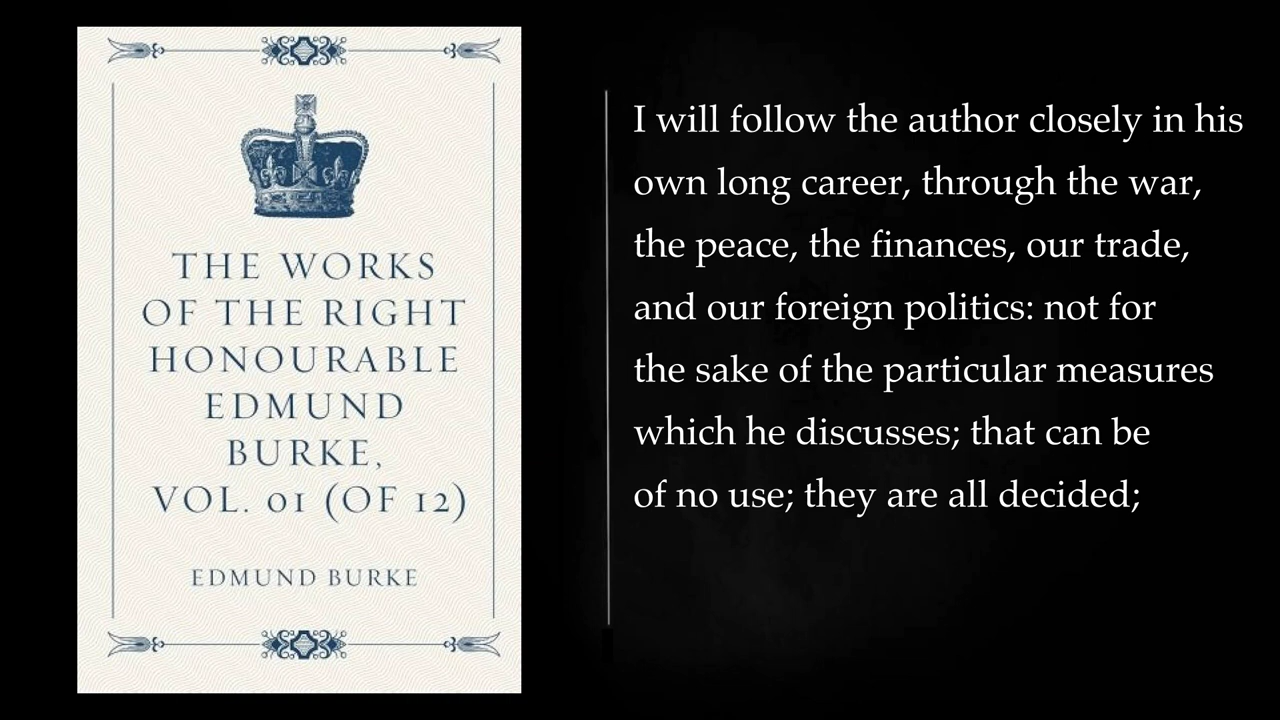 THE WORKS
OF THE RIGHT
HONOURABLE
EDMUND
BURKE,
VOL. 01 (OF 12)
EDMUND BURKE
I will follow the author closely in his
own long career, through the war,
the peace, the finances, our trade,
and our foreign politics: not for
the sake of the particular measures
which he discusses; that can be
of no use; they are all decided;